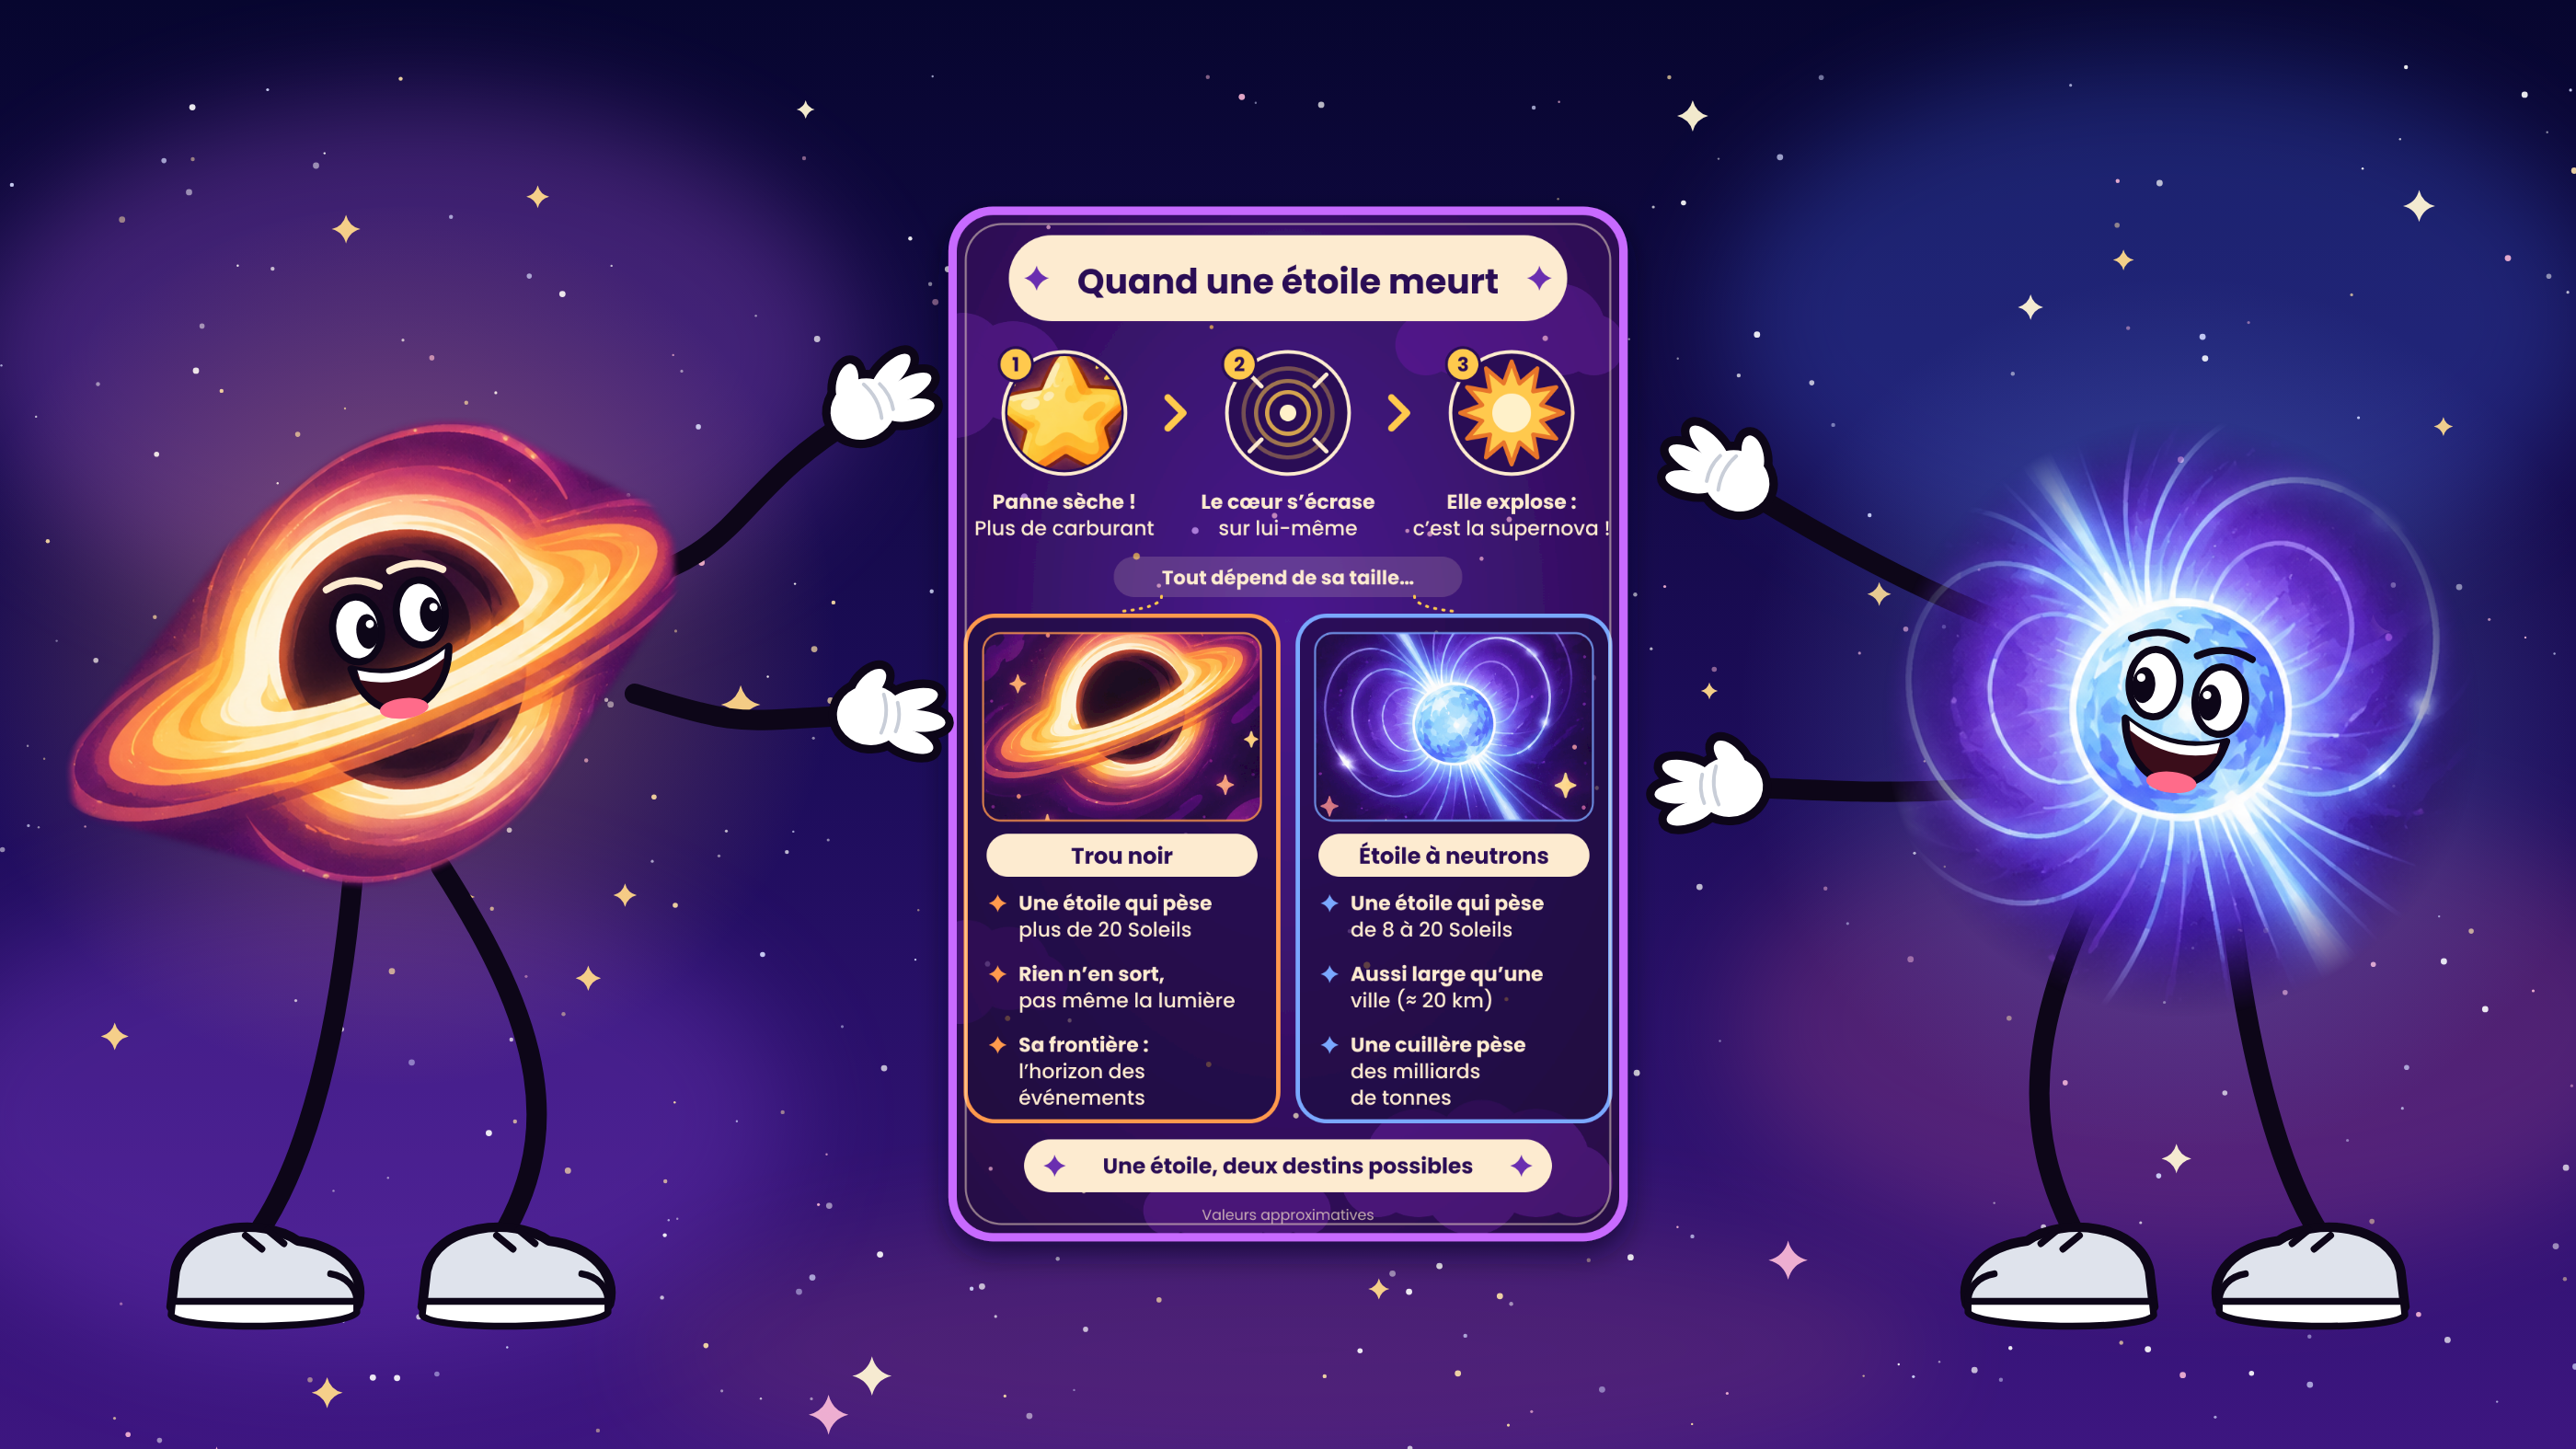 Quand une étoile meurt
1
2
3
Panne sèche !
Plus de carburant
Le cœur s’écrase
sur lui-même
Elle explose :
c’est la supernova !
Tout dépend de sa taille...
Trou noir
Une étoile qui pèse
plus de 20 Soleils
Rien n’en sort,
pas même la lumière
Sa frontière :
l’horizon des
événements
Étoile à neutrons
Une étoile qui pèse
de 8 à 20 Soleils
Aussi large qu’une
ville (≈ 20 km)
Une cuillère pèse
des milliards
de tonnes
Une étoile, deux destins possibles
Valeurs approximatives